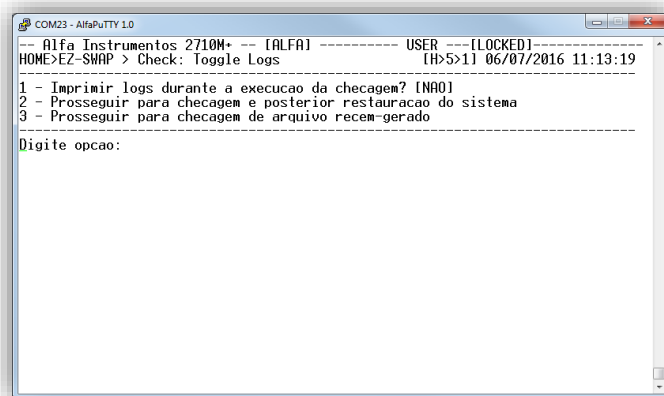 COM23 - AlfaPuTTY 1.0
-- Alfa Instrumentos 2710M+ -- [ALFA] ---------- USER ---[LOCKED]--------------
HOME>EZ-SWAP > Check: Toggle Logs [H>5>1] 06/07/2016 11:13:19
--------------------------------------------------------------------------------
1 - Imprimir logs durante a execucao da checagem? [NAO]
2 - Prosseguir para checagem e posterior restauracao do sistema
3 - Prosseguir para checagem de arquivo recem-gerado
--------------------------------------------------------------------------------
Digite opcao: